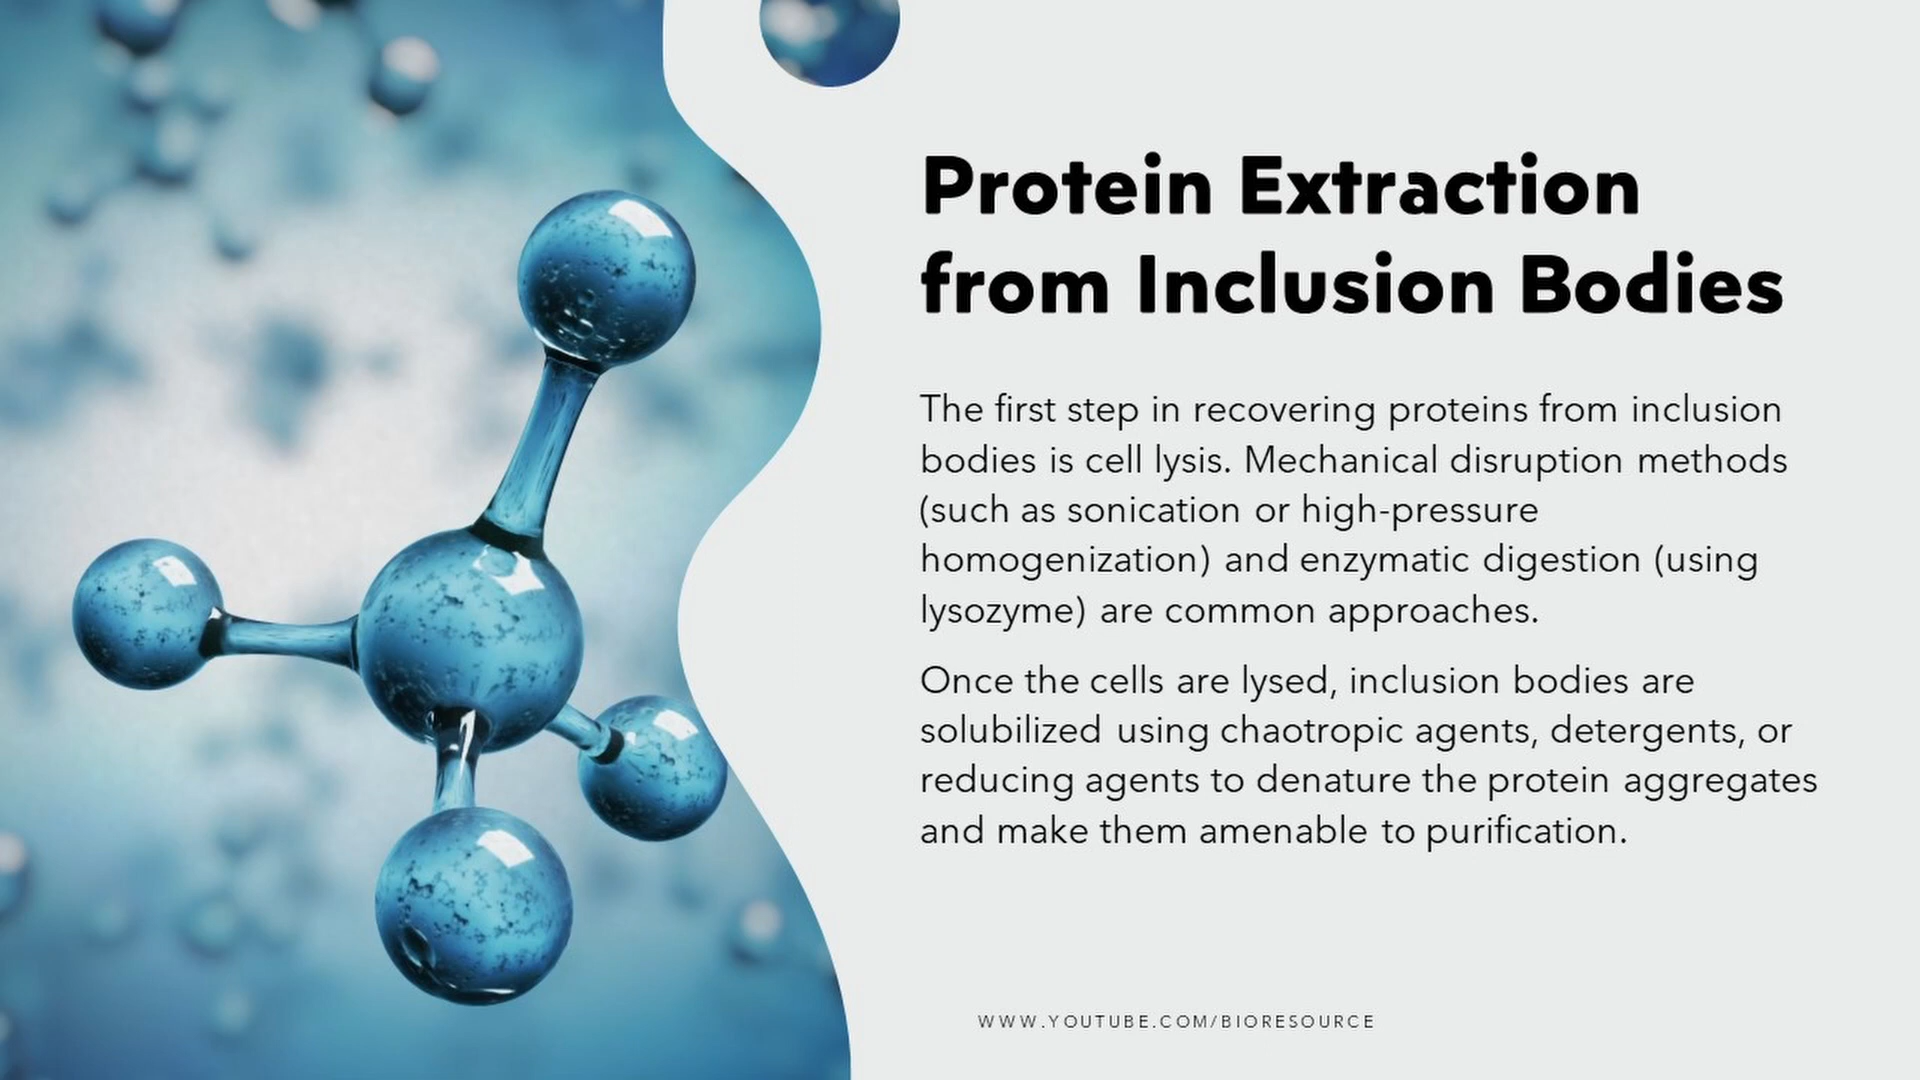 Protein Extraction
from Inclusion Bodies
The first step in recovering proteins from inclusion
bodies is cell lysis. Mechanical disruption methods
(such as sonication or high-pressure
homogenization) and enzymatic digestion (using
lysozyme) are common approaches.
Once the cells are lysed, inclusion bodies are
solubilized using chaotropic agents, detergents, or
reducing agents to denature the protein aggregates
and make them amenable to purification.
WWW.YOUTUBE.COM/BIORESOURCE